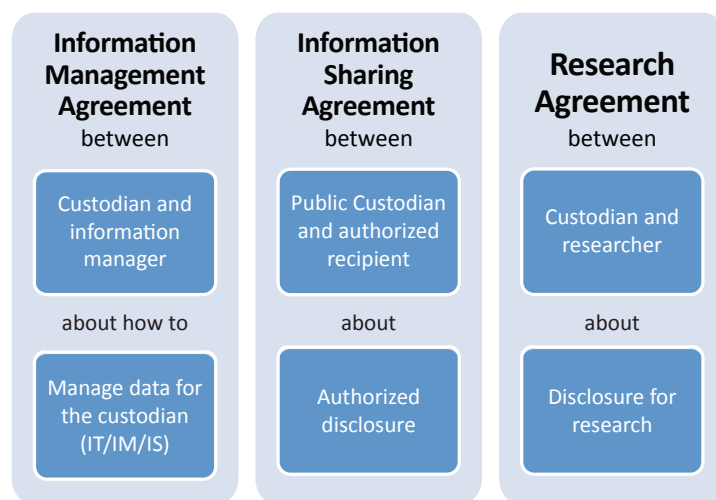 Information
Management
Agreement
between
Custodian and
information
manager
about how to
Manage data for
the custodian
(IT/IM/IS)
Information
Sharing
Agreement
between
Public Custodian
and authorized
recipient
about
Authorized
disclosure
Research
Agreement
between
Custodian and
researcher
about
Disclosure for
research